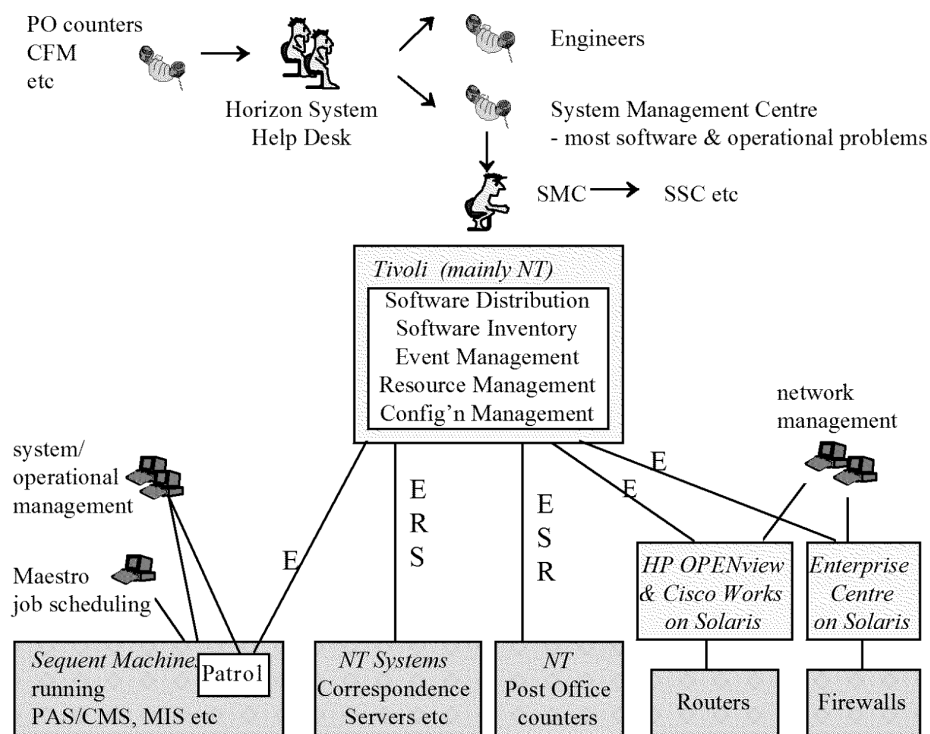 PO counters
CFM
etc
Horizon System
Help Desk
Engineers
System Management Centre
- most software & operational problems
SMC
SSC etc
Tivoli (mainly NT)
Software Distribution
Software Inventory
Event Management
Resource Management
Config'n Management
network
management
system/
operational
management
Maestro
job scheduling
E
E
R
S
E
S
R
E
E
HP OPENview
& Cisco Works
on Solaris
Enterprise
Centre
on Solaris
Sequent Machines
running
PAS/CMS, MIS etc
Patrol
NT Systems
Correspondence
Servers etc
NT
Post Office
counters
Routers
Firewalls